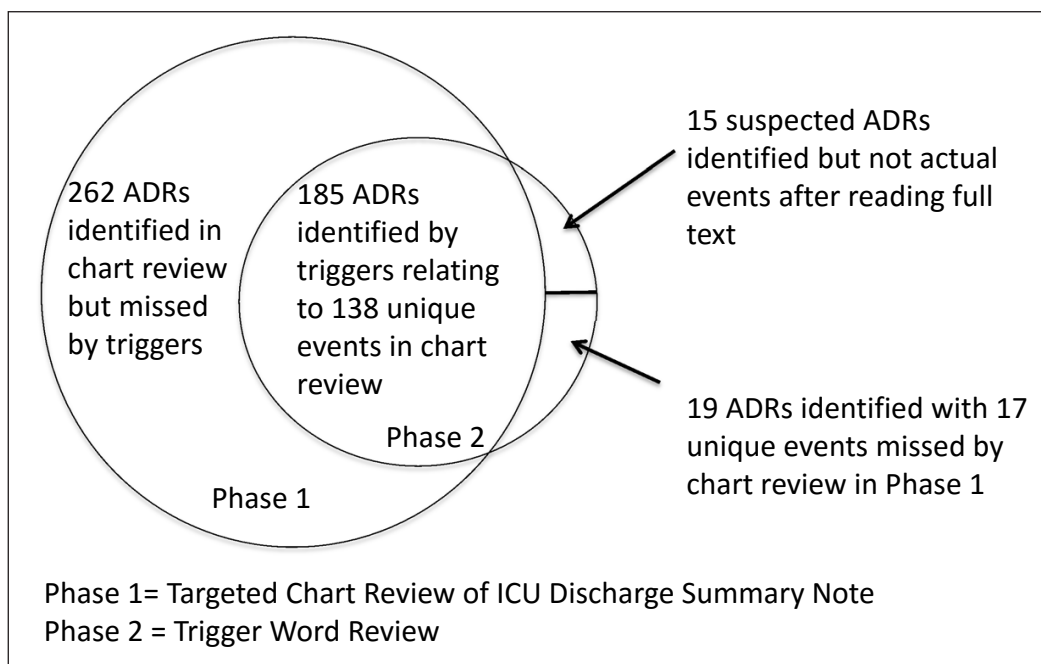 262 ADRs
identified in
chart review
but missed
by triggers
185 ADRs
identified by
triggers relating
to 138 unique
events in chart
review
Phase 2
Phase 1
15 suspected ADRs
identified but not actual
events after reading full
text
19 ADRs identified with 17
unique events missed by
chart review in Phase 1
Phase 1= Targeted Chart Review of ICU Discharge Summary Note
Phase 2 = Trigger Word Review